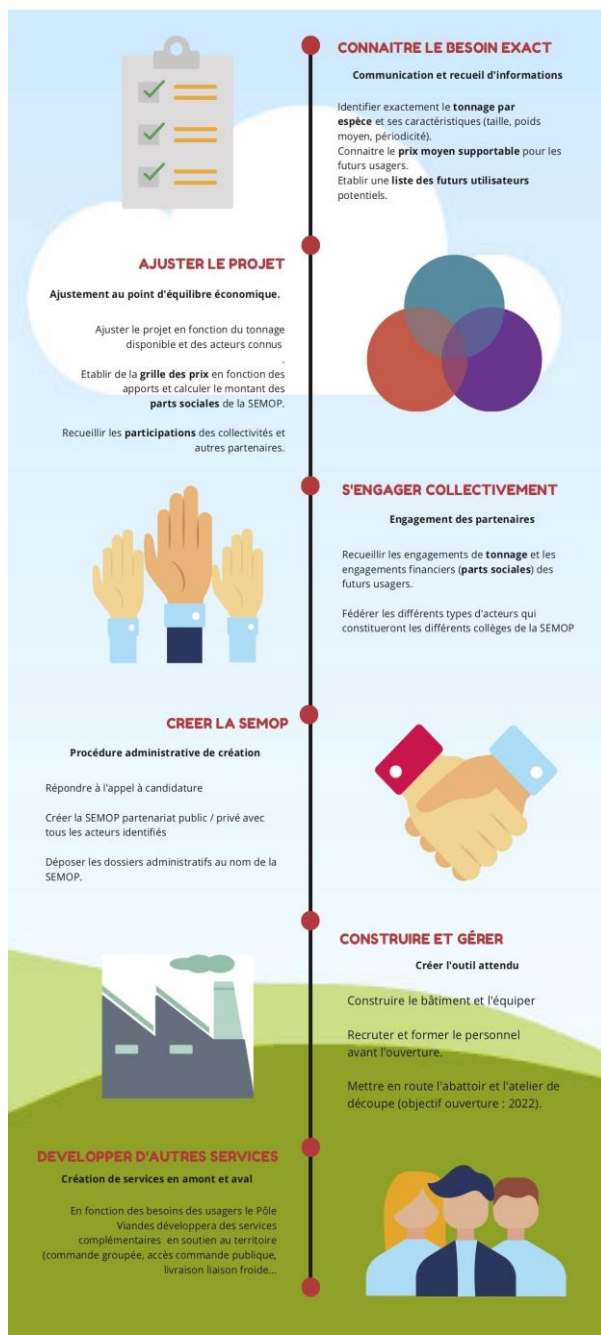 CONNAITRE LE BESOIN EXACT
Communication et recueil d'informations
Identifier exactement le tonnage par
espèce et ses caractéristiques (taille, poids
moyen, périodicité).
Connaitre le prix moyen supportable pour les
futurs usagers.
Etablir une liste des futurs utilisateurs
potentiels.
AJUSTER LE PROJET
Ajustement au point d'équilibre économique.
Ajuster le projet en fonction du tonnage
disponible et des acteurs connus
.
Etablir de la grille des prix en fonction des
apports et calculer le montant des
parts sociales de la SEMOP.
Recueillir les participations des collectivités et
autres partenaires.
S'ENGAGER COLLECTIVEMENT
Engagement des partenaires
Recueillir les engagements de tonnage et les
engagements financiers (parts sociales) des
futurs usagers.
Fédérer les différents types d'acteurs qui
constitueront les différents collèges de la SEMOP
CREER LA SEMOP
Procédure administrative de création
Répondre à l'appel à candidature
Créer la SEMOP partenariat public / privé avec
tous les acteurs identifiés
Déposer les dossiers administratifs au nom de la
SEMOP.
CONSTRUIRE ET GÉRER
Créer l'outil attendu
Construire le bâtiment et l'équiper
Recruter et former le personnel
avant l'ouverture.
Mettre en route l'abattoir et l'atelier de
découpe (objectif ouverture : 2022).
DEVELOPPER D'AUTRES SERVICES
Création de services en amont et aval
En fonction des besoins des usagers le Pôle
Viandes développera des services
complémentaires en soutien au territoire
(commande groupée, accès commande publique,
livraison liaison froide...